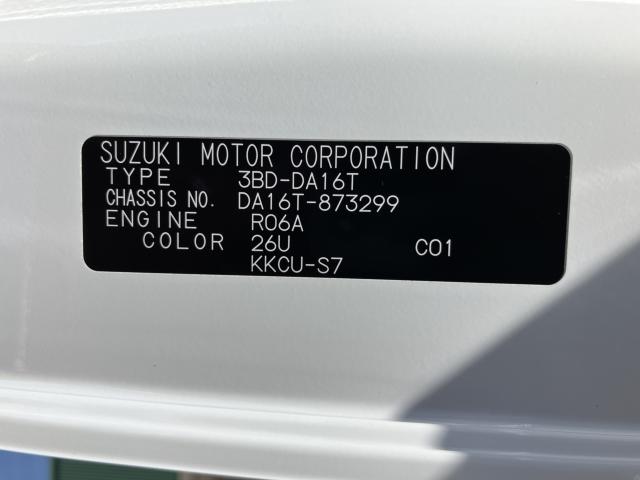 SUZUKI MOTOR CORPORATION
TYPE 3BD-DA16T
CHASSIS NO. DA16T-873299
ENGINE R06A
COLOR 26U C01
KKCU-S7